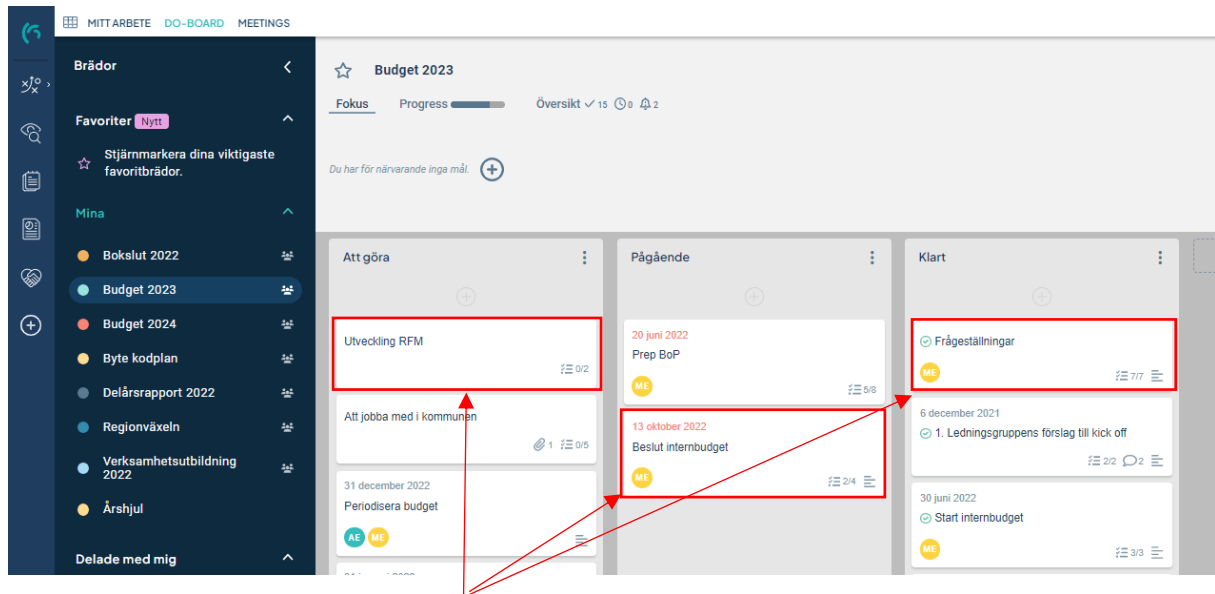 MITT ARBETE DO-BOARD MEETINGS
Brädor
Favoriter Nytt
Stjärnmarkera dina viktigaste
favoritbrädor.
Mina
Bokslut 2022
Budget 2023
Budget 2024
Byte kodplan
Delårsrapport 2022
Regionväxeln
Verksamhetsutbildning
2022
Årshjul
Delade med mig
Budget 2023
Fokus Progress Översikt 15 0 2
Du har för närvarande inga mål.
Att göra
Utveckling RFM
0/2
Att jobba med i kommunen
1 0/5
31 december 2022
Periodisera budget
AE ME
Pågående
20 juni 2022
Prep BoP
ME 5/8
13 oktober 2022
Beslut internbudget
ME 2/4
Klart
Frågeställningar
ME 7/7
6 december 2021
1. Ledningsgruppens förslag till kick off
2/2 2
30 juni 2022
Start internbudget
ME 3/3